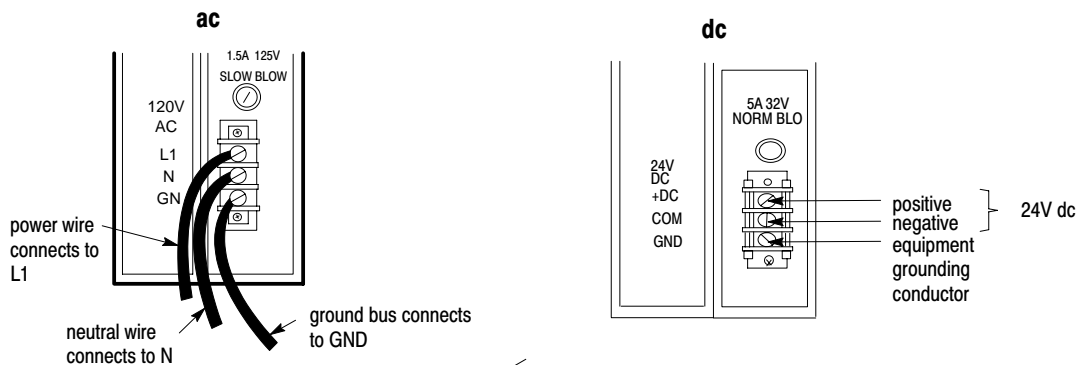 ac
1.5A 125V
SLOW BLOW
120V
AC
L1
N
GN
power wire
connects to
L1
neutral wire
connects to N
ground bus connects
to GND
dc
5A 32V
NORM BLO
24V
DC
+DC
COM
GND
positive
negative
equipment
grounding
conductor
24V dc